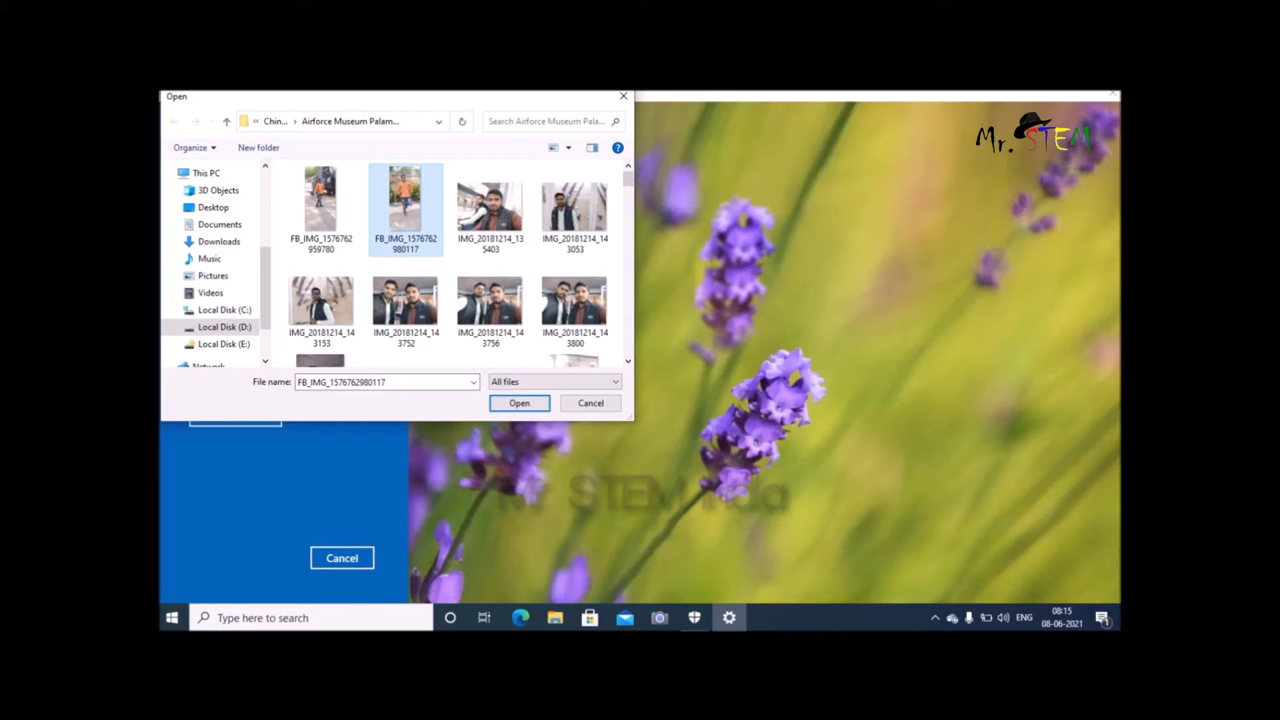 Open
Mr. STEM
Chin... > Airforce Museum Palam...
Search Airforce Museum Pala...
Organize
New folder
This PC
3D Objects
Desktop
Documents
Downloads
Music
Pictures
Videos
Local Disk (C:)
Local Disk (D:)
Local Disk (E:)
Network
FB_IMG_1576762
959780
FB_IMG_1576762
980117
IMG_20181214_13
5403
IMG_20181214_14
3053
IMG_20181214_14
3153
IMG_20181214_14
3752
IMG_20181214_14
3756
IMG_20181214_14
3800
File name:
FB_IMG_1576762980117
All files
Open
Cancel
STEM
Cancel
Type here to search
ENG
08:15
08-06-2021